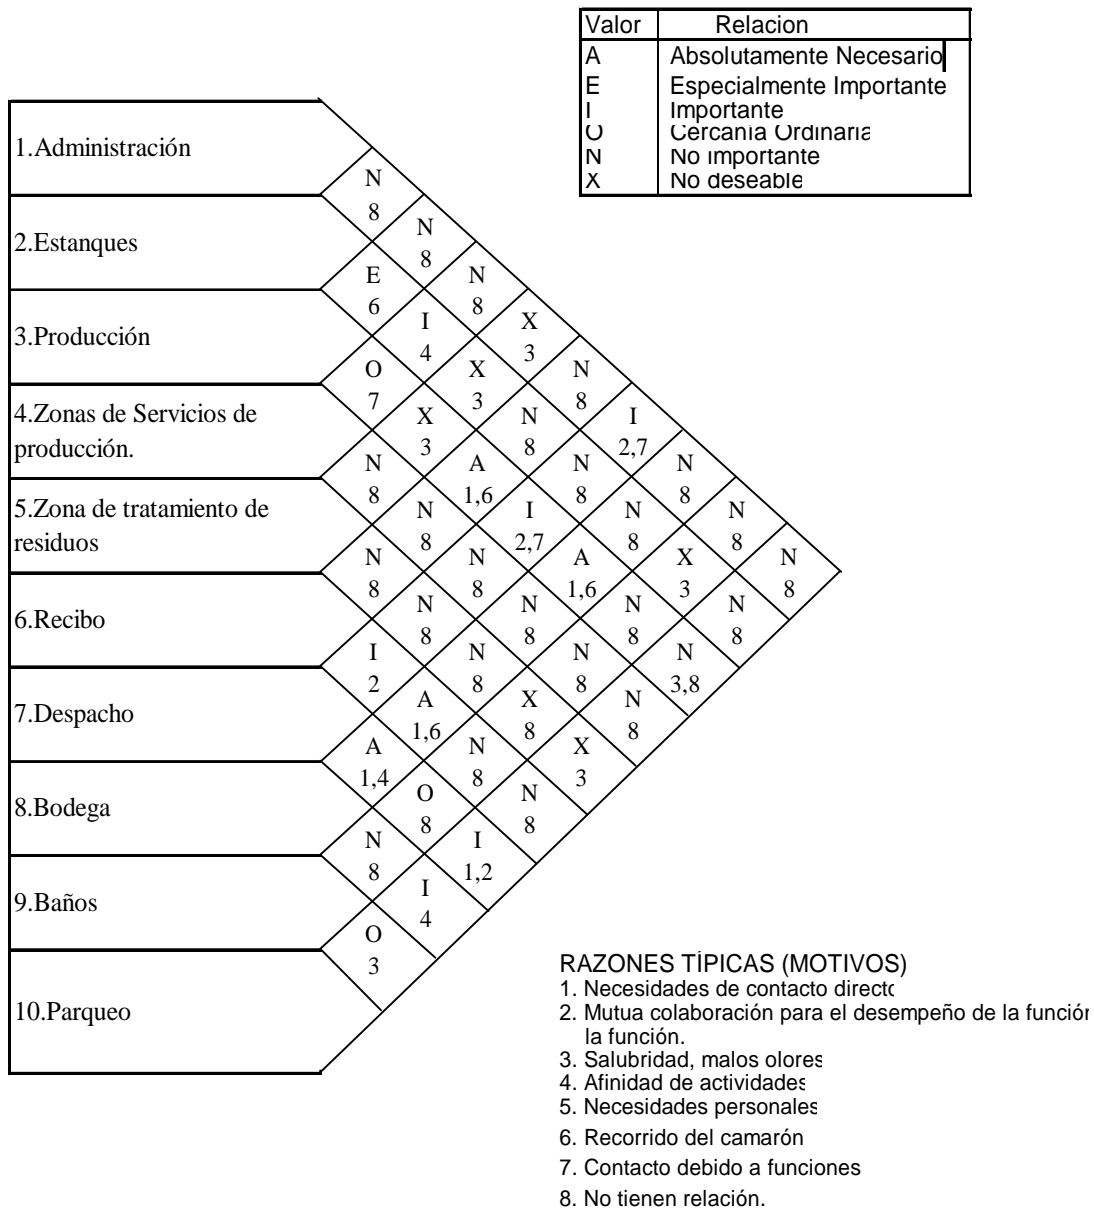 Valor Relacion
A Absolutamente Necesario
E Especialmente Importante
I Importante
O Cercanía Ordinaria
N No importante
X No deseable
1.Administración
2.Estanques
3.Producción
4.Zonas de Servicios de
producción.
5.Zona de tratamiento de
residuos
6.Recibo
7.Despacho
8.Bodega
9.Baños
10.Parqueo
N
8
E
6
O
7
N
8
N
8
I
2
A
1,4
N
8
O
3
N
8
I
4
X
3
N
8
N
8
A
1,6
O
8
I
4
N
8
X
3
A
1,6
N
8
N
8
N
8
I
1,2
X
3
N
8
I
2,7
N
8
X
8
N
8
N
8
N
8
A
1,6
N
8
X
3
I
2,7
N
8
N
8
N
8
N
8
X
3
N
3,8
N
8
N
8
N
8
RAZONES TÍPICAS (MOTIVOS)
1. Necesidades de contacto directo
2. Mutua colaboración para el desempeño de la función
la función.
3. Salubridad, malos olores
4. Afinidad de actividades
5. Necesidades personales
6. Recorrido del camarón
7. Contacto debido a funciones
8. No tienen relación.